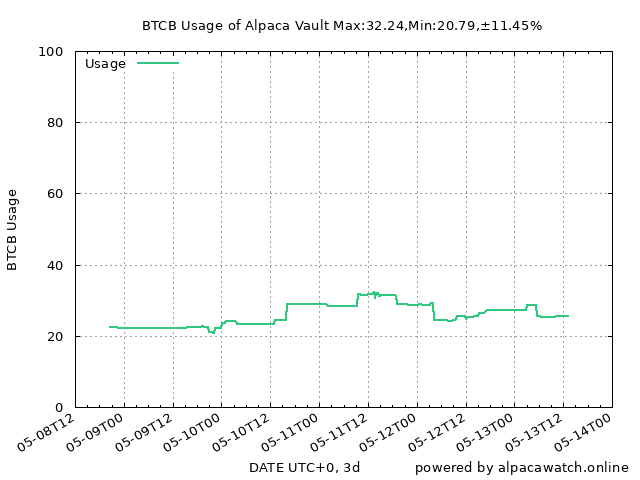 BTCB Usage of Alpaca Vault Max:32.24,Min:20.79,±11.45%
Usage
100
80
60
40
20
0
BTCB Usage
05-08T12
05-09T00
05-09T12
05-10T00
05-10T12
05-11T00
05-11T12
05-12T00
05-12T12
05-13T00
05-13T12
05-14T00
DATE UTC+0, 3d
powered by alpacawatch.online